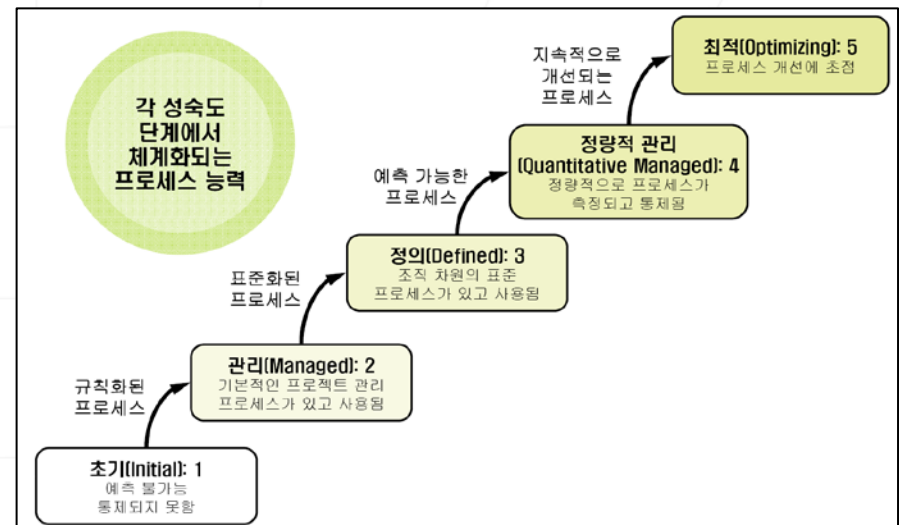 각 성숙도
단계에서
체계화되는
프로세스 능력
지속적으로
개선되는
프로세스
최적(Optimizing): 5
프로세스 개선에 초점
예측 가능한
프로세스
정량적 관리
(Quantitative Managed): 4
정량적으로 프로세스가
측정되고 통제됨
표준화된
프로세스
정의(Defined): 3
조직 차원의 표준
프로세스가 있고 사용됨
규칙화된
프로세스
관리(Managed): 2
기본적인 프로젝트 관리
프로세스가 있고 사용됨
초기(Initial): 1
예측 불가능
통제되지 못함